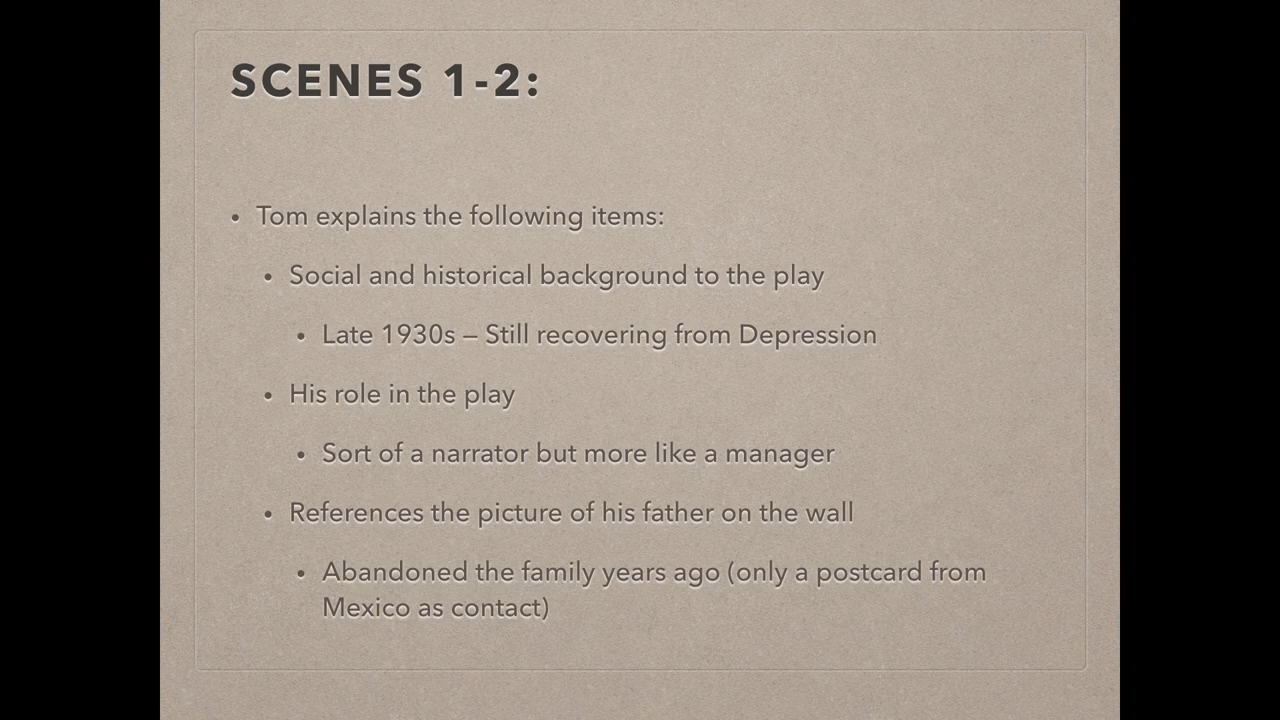 SCENES 1-2:
• Tom explains the following items:
• Social and historical background to the play
• Late 1930s – Still recovering from Depression
• His role in the play
• Sort of a narrator but more like a manager
• References the picture of his father on the wall
• Abandoned the family years ago (only a postcard from
Mexico as contact)